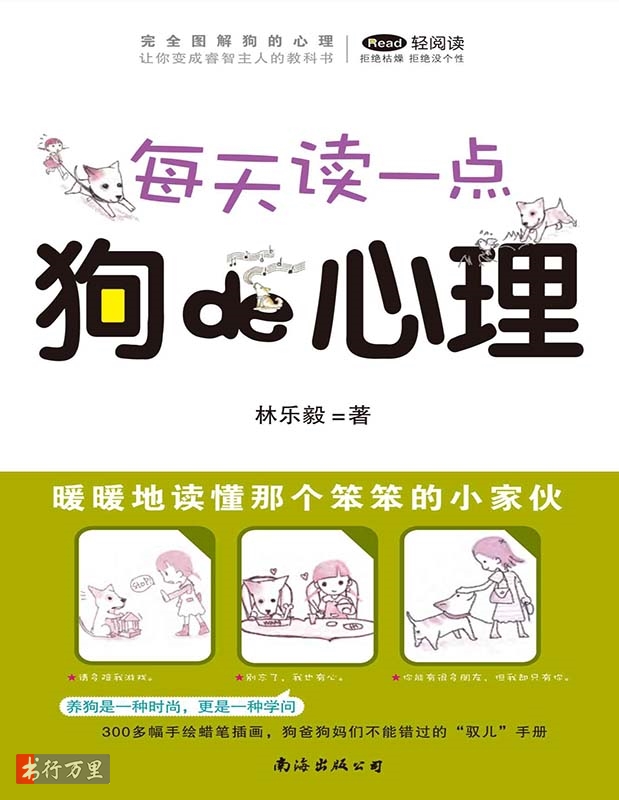 完全图解狗的心理
让你变成睿智主人的教科书
Read 轻阅读
拒绝枯燥 拒绝没个性
每天读一点
狗de心理
林乐毅=著
暖暖地读懂那个笨笨的小家伙
Stop!
★请多陪我游戏。
★别忘了，我也有心。
★你能有很多朋友，但我却只有你。
养狗是一种时尚，更是一种学问
300多幅手绘蜡笔插画，狗爸狗妈们不能错过的“驭儿”手册
书行万里
南海出版公司